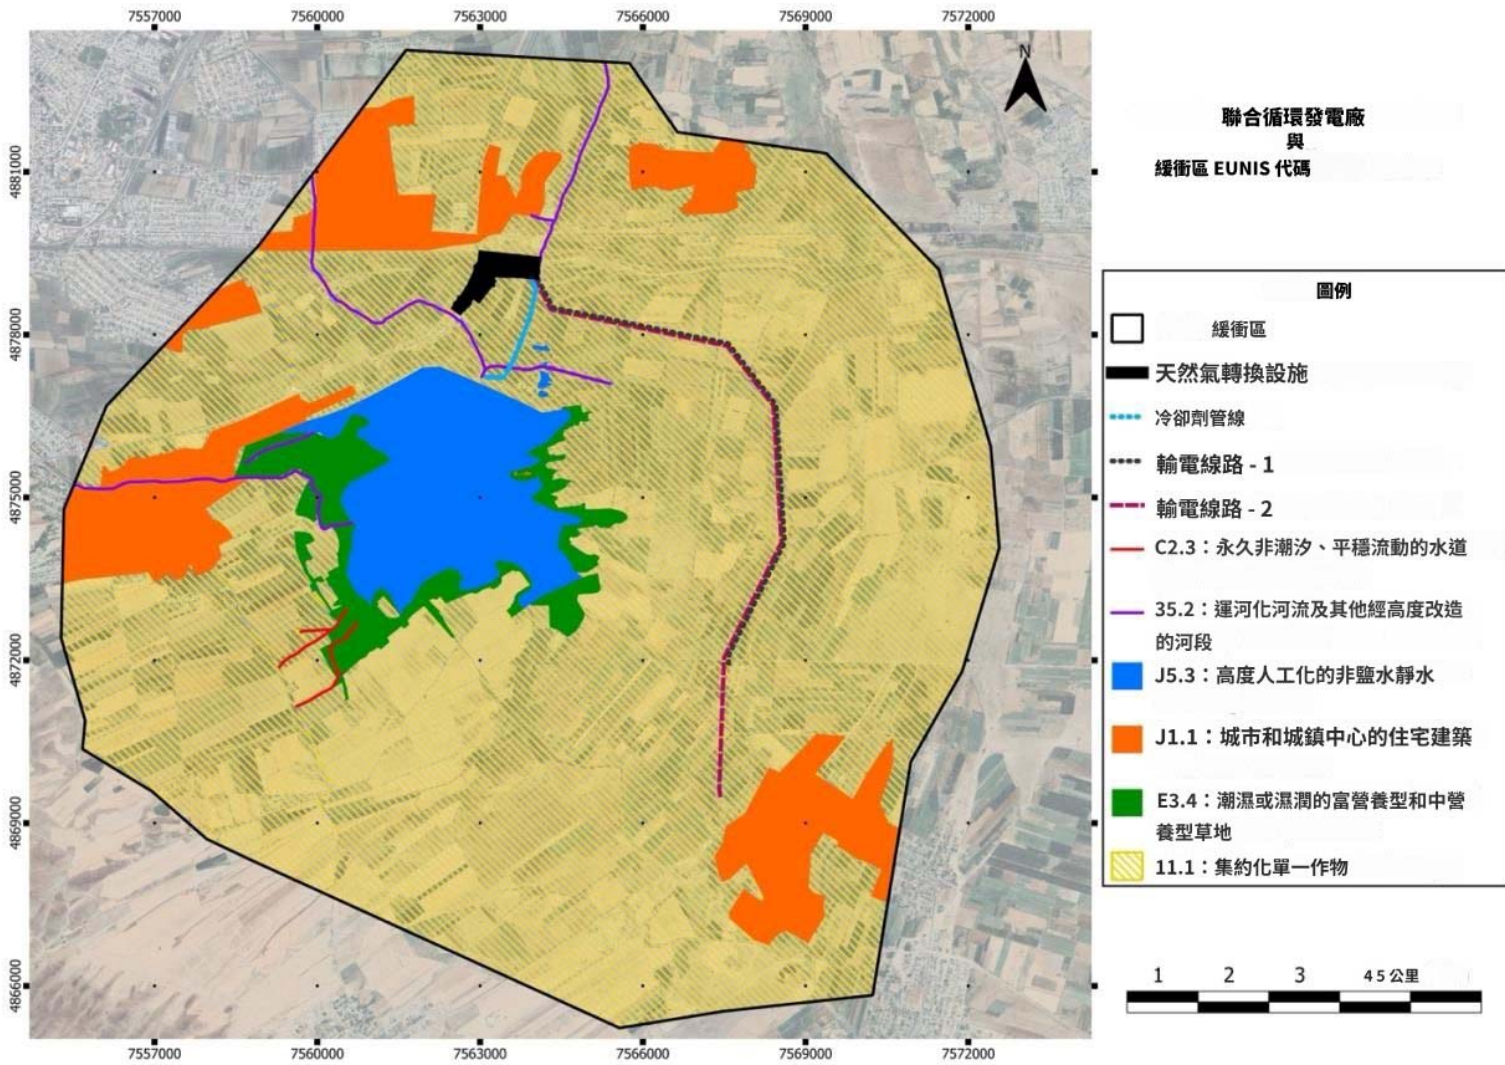 7557000 7560000 7563000 7566000 7569000 7572000
N
4881000
4878000
4875000
4872000
4869000
4866000
7557000 7560000 7563000 7566000 7569000 7572000
聯合循環發電廠
與
緩衝區 EUNIS 代碼
圖例
緩衝區
天然氣轉換設施
冷卻劑管線
輸電線路 - 1
輸電線路 - 2
C2.3：永久非潮汐、平穩流動的水道
35.2：運河化河流及其他經高度改造
的河段
J5.3：高度人工化的非鹽水靜水
J1.1：城市和城鎮中心的住宅建築
E3.4：潮濕或濕潤的富營養型和中營
養型草地
11.1：集約化單一作物
1 2 3 4 5 公里